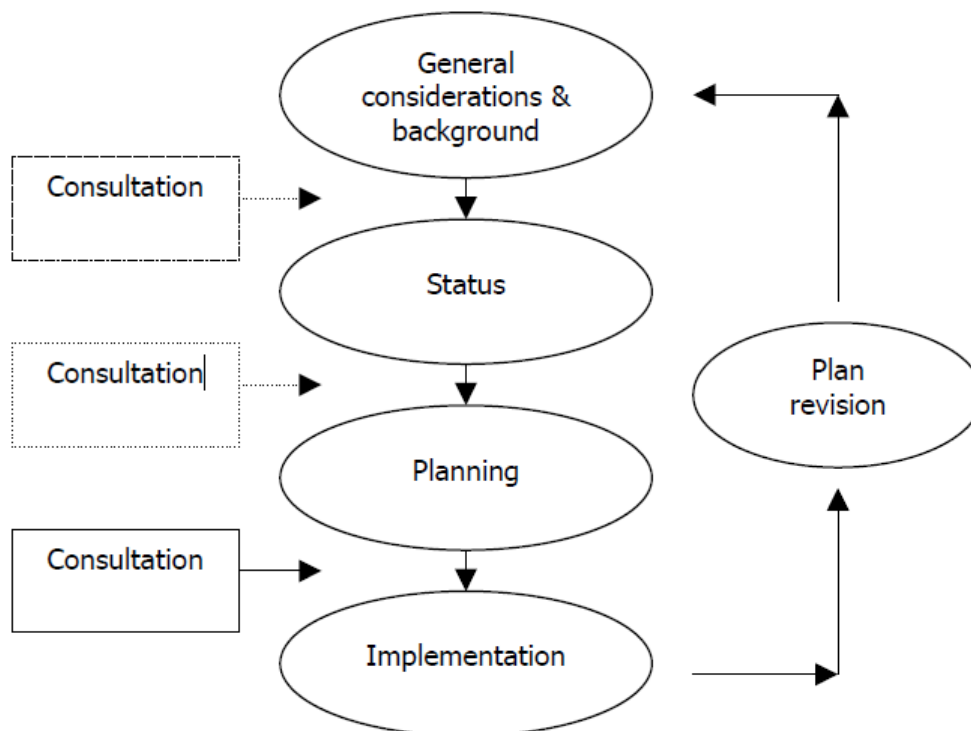 General
considerations &
background
Consultation
Status
Consultation
Plan
revision
Planning
Consultation
Implementation